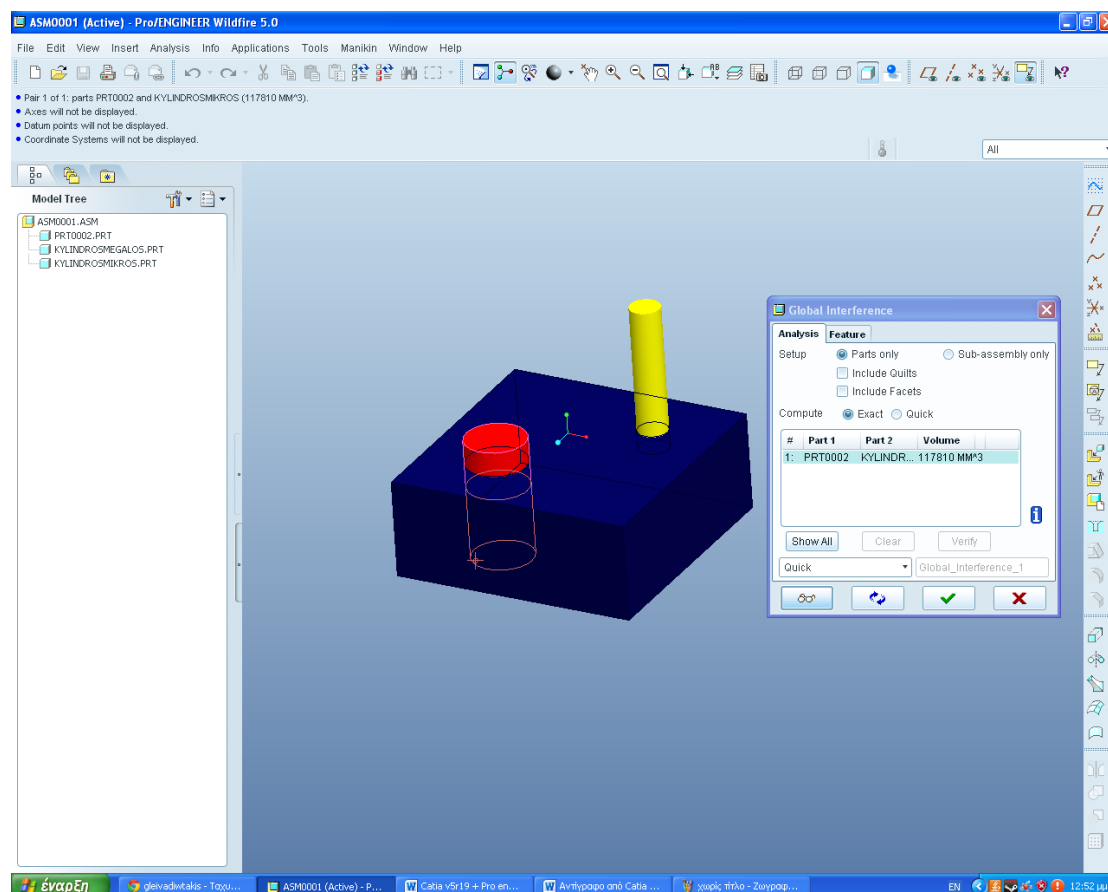 ASM0001 (Active) - Pro/ENGINEER Wildfire 5.0
File Edit View Insert Analysis Info Applications Tools Manikin Window Help
• Pair 1 of 1: parts PRT0002 and KYLINDROSMIKROS (117810 MM^3).
• Axes will not be displayed.
• Datum points will not be displayed.
• Coordinate Systems will not be displayed.
All
Model Tree
ASM0001.ASM
PRT0002.PRT
KYLINDROSMEGALOS.PRT
KYLINDROSMIKROS.PRT
Global Interference
Analysis Feature
Setup Parts only Sub-assembly only
Include Quilts
Include Facets
Compute Exact Quick
# Part 1 Part 2 Volume
1: PRT0002 KYLINDR... 117810 MM^3
Show All Clear Verify
Quick Global_Interference_1
έναρξη gleivadiwtakis - Ταχυ... ASM0001 (Active) - P... Catia v5r19 + Pro en... Αντίγραφο από Catia ... χωρίς τίτλο - Ζωγραφ... EN 12:52 μμ